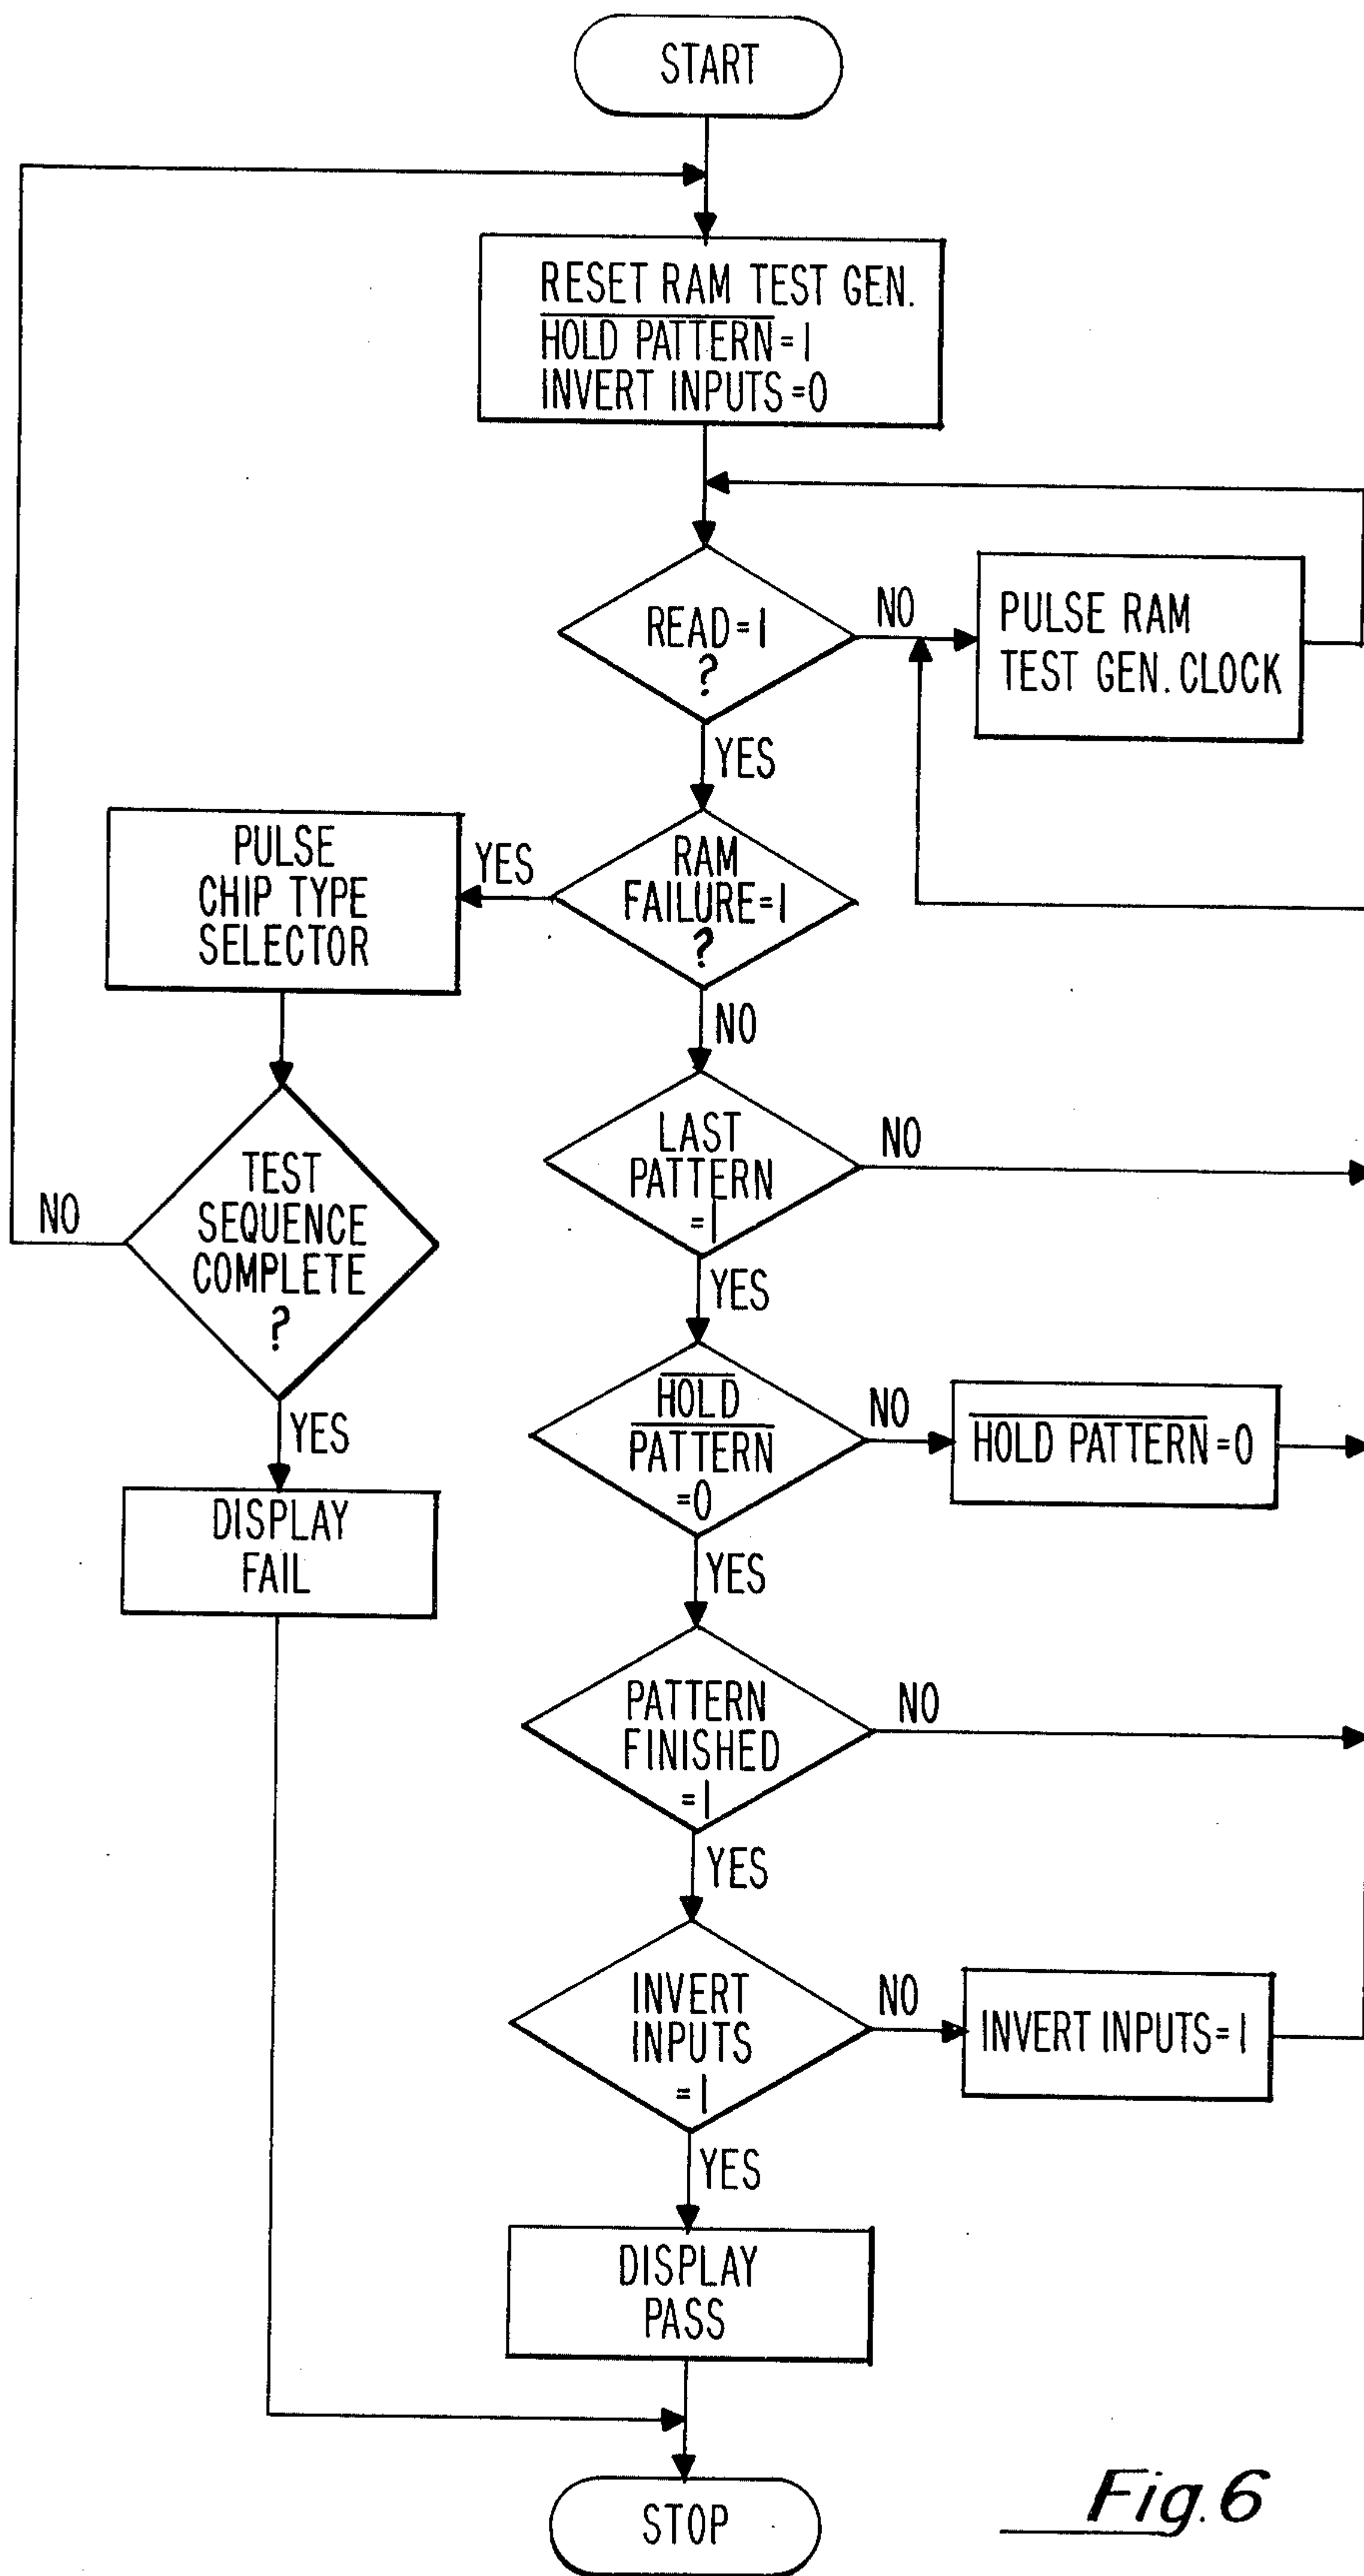 START
RESET RAM TEST GEN.
HOLD PATTERN=1
INVERT INPUTS=0
READ=1
?
NO
PULSE RAM
TEST GEN. CLOCK
YES
RAM
FAILURE=1
?
YES
PULSE
CHIP TYPE
SELECTOR
NO
LAST
PATTERN
=1
NO
TEST
SEQUENCE
COMPLETE
?
NO
YES
HOLD
PATTERN
=0
NO
HOLD PATTERN=0
YES
DISPLAY
FAIL
YES
PATTERN
FINISHED
=1
NO
YES
INVERT
INPUTS
=1
NO
INVERT INPUTS=1
YES
DISPLAY
PASS
STOP
Fig. 6